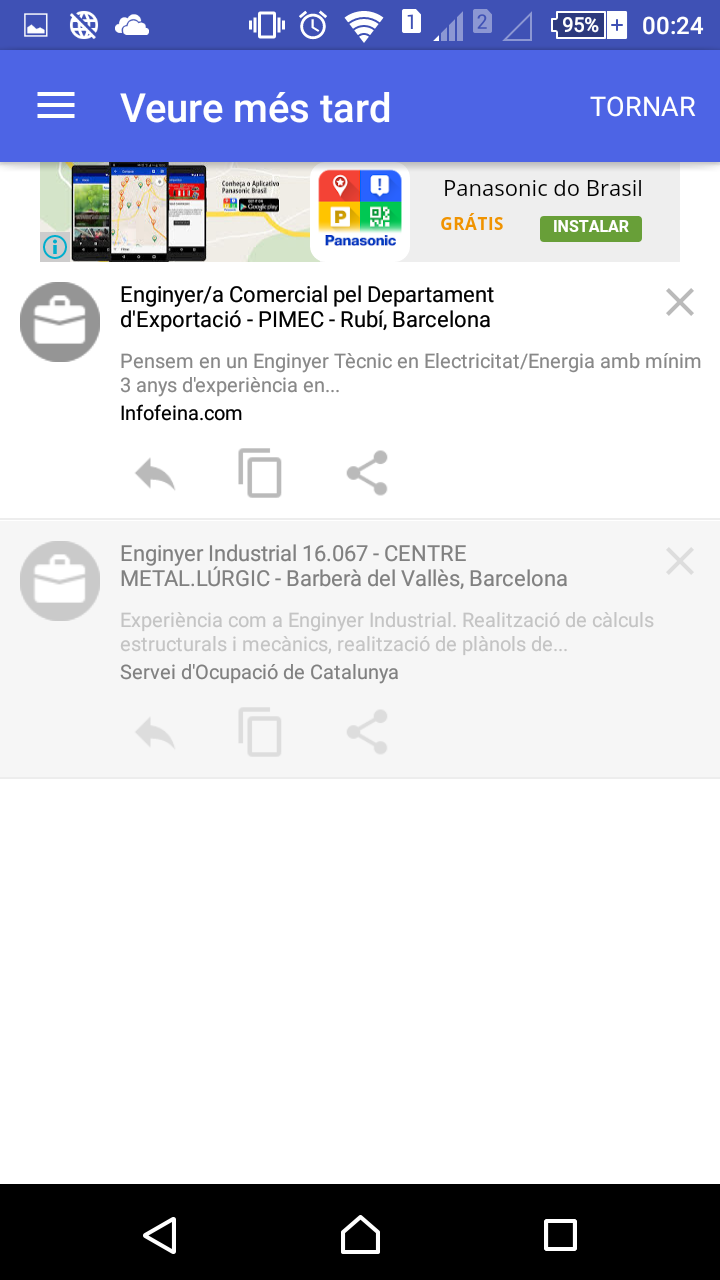 1
2
95%
00:24
Veure més tard
TORNAR
Conheça o Aplicativo
Panasonic Brasil
Google play
Panasonic
Panasonic do Brasil
GRÁTIS
INSTALAR
Enginyer/a Comercial pel Departament
d'Exportació - PIMEC - Rubí, Barcelona
Pensem en un Enginyer Tècnic en Electricitat/Energia amb mínim
3 anys d'experiència en...
Infofeina.com
Enginyer Industrial 16.067 - CENTRE
METAL.LÚRGIC - Barberà del Vallès, Barcelona
Experiència com a Enginyer Industrial. Realització de càlculs
estructurals i mecànics, realització de plànols de...
Servei d'Ocupació de Catalunya